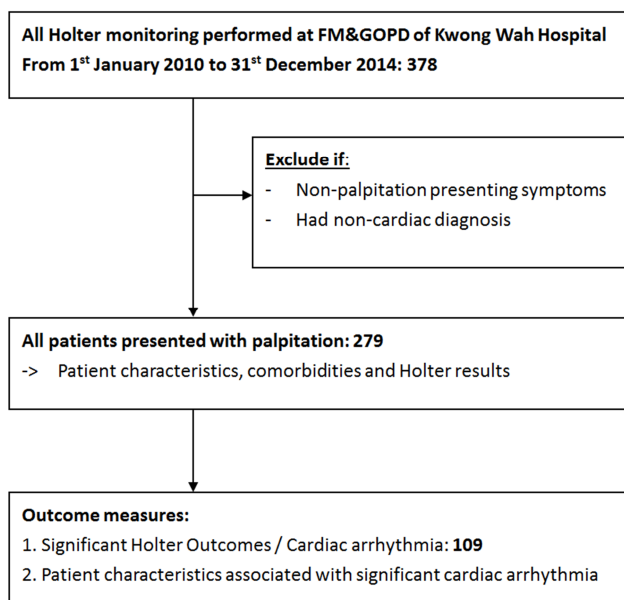 All Holter monitoring performed at FM&GOPD of Kwong Wah Hospital
From 1st January 2010 to 31st December 2014: 378
Exclude if:
- Non-palpitation presenting symptoms
- Had non-cardiac diagnosis
All patients presented with palpitation: 279
-> Patient characteristics, comorbidities and Holter results
Outcome measures:
1. Significant Holter Outcomes / Cardiac arrhythmia: 109
2. Patient characteristics associated with significant cardiac arrhythmia